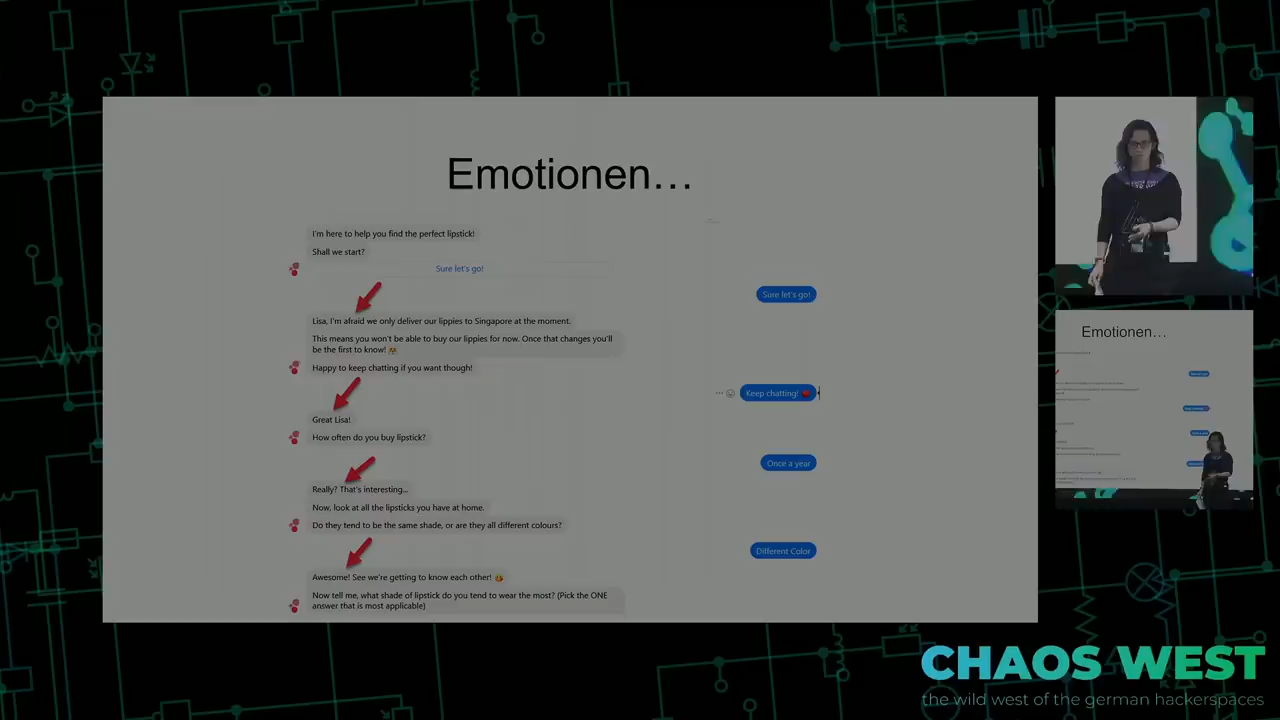 Emotionen…
I'm here to help you find the perfect lipstick!
Shall we start?
Sure let's go!
Sure let's go!
Lisa, I'm afraid we only deliver our lippies to Singapore at the moment.
This means you won't be able to buy our lippies for now. Once that changes you'll
be the first to know!
Happy to keep chatting if you want though!
Keep chatting!
Great Lisa!
How often do you buy lipstick?
Once a year
Really? That's interesting...
Now, look at all the lipsticks you have at home.
Do they tend to be the same shade, or are they all different colours?
Different Color
Awesome! See we're getting to know each other!
Now tell me, what shade of lipstick do you tend to wear the most? (Pick the ONE
answer that is most applicable)
Emotionen…
CHAOS WEST
the wild west of the german hackerspaces